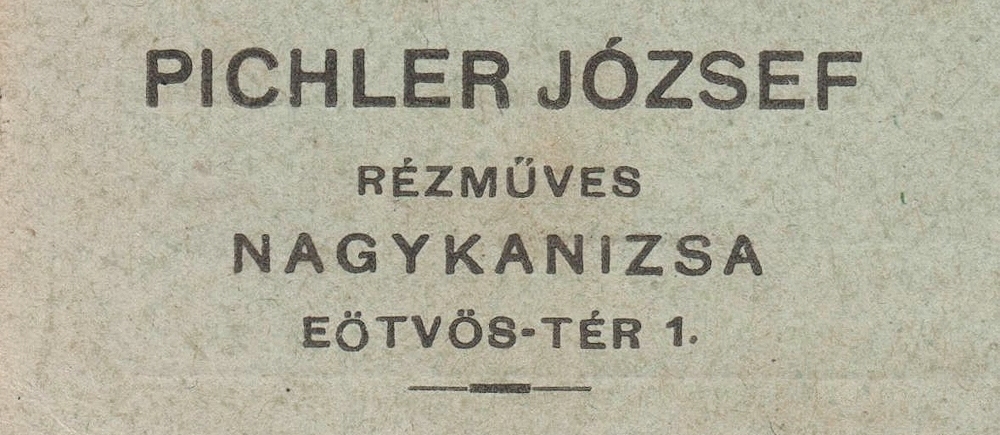 PICHLER JÓZSEF
RÉZMŰVES
NAGYKANIZSA
EÖTVÖS-TÉR 1.